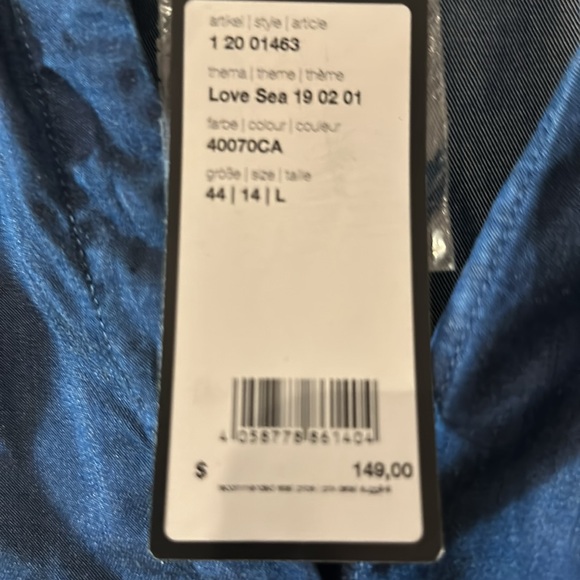 artikel | style | article
1 20 01463
thema | theme | thème
Love Sea 19 02 01
farbe | colour | couleur
40070CA
größe | size | taille
44 | 14 | L
4 058778 861404
$ 149,00